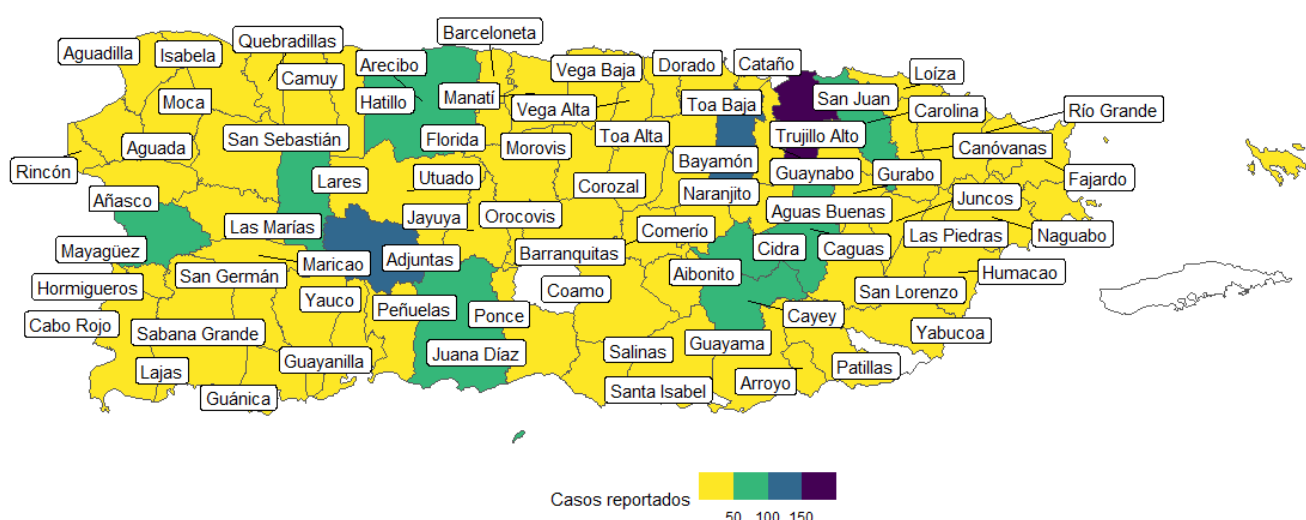 Barceloneta
Quebradillas
Aguadilla
Isabela
Arecibo
Camuy
Vega Baja
Dorado
Cataño
Loíza
Moca
Hatillo
Manatí
Vega Alta
Toa Baja
San Juan
Carolina
Río Grande
San Sebastián
Florida
Morovis
Toa Alta
Trujillo Alto
Canóvanas
Aguada
Rincón
Bayamón
Guaynabo
Gurabo
Fajardo
Lares
Utuado
Corozal
Naranjito
Juncos
Añasco
Jayuya
Orocovis
Aguas Buenas
Las Marías
Comerío
Las Piedras
Naguabo
Mayagüez
Maricao
Adjuntas
Barranquitas
Cidra
Caguas
San Germán
Aibonito
Humacao
Hormigueros
Yauco
Peñuelas
Coamo
San Lorenzo
Cabo Rojo
Sabana Grande
Ponce
Cayey
Yabucoa
Guayanilla
Juana Díaz
Salinas
Guayama
Lajas
Patillas
Guánica
Santa Isabel
Arroyo
Casos reportados
50 100 150